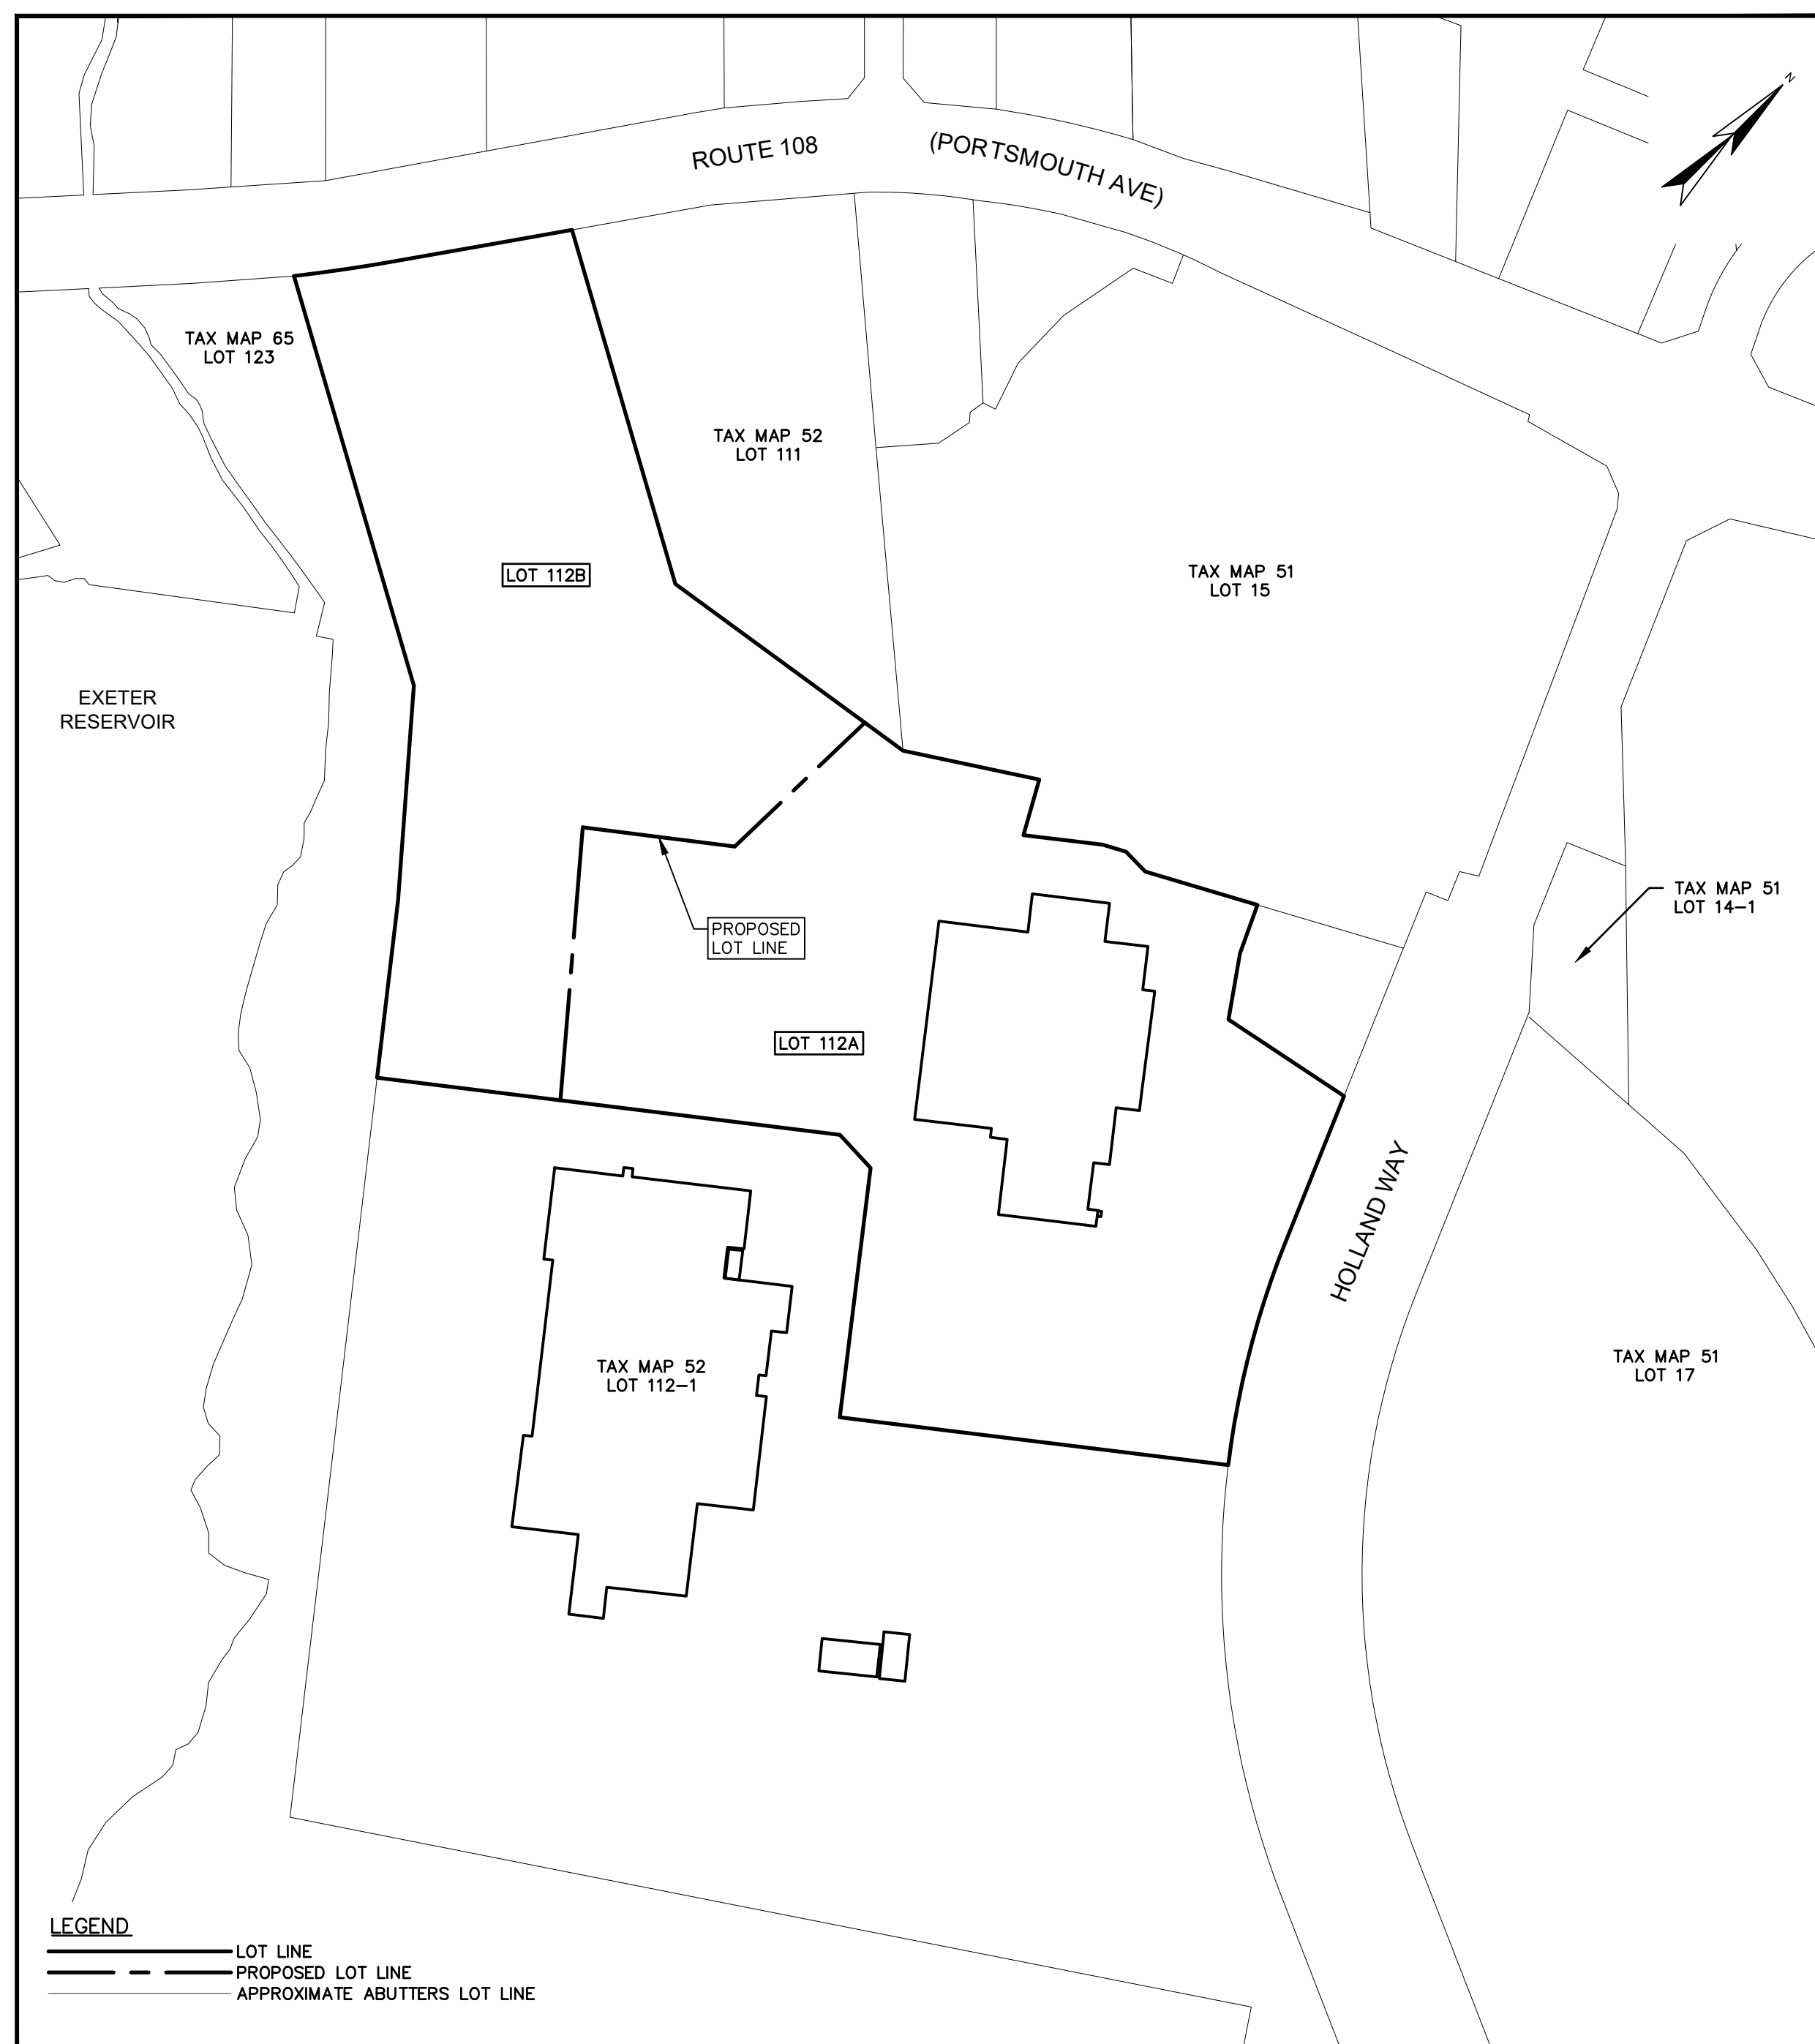 N
ROUTE 108
(PORTSMOUTH AVE)
TAX MAP 65
LOT 123
TAX MAP 52
LOT 111
LOT 112B
TAX MAP 51
LOT 15
EXETER
RESERVOIR
TAX MAP 51
LOT 14-1
PROPOSED
LOT LINE
LOT 112A
HOLLAND WAY
TAX MAP 52
LOT 112-1
TAX MAP 51
LOT 17
LEGEND
LOT LINE
PROPOSED LOT LINE
APPROXIMATE ABUTTERS LOT LINE